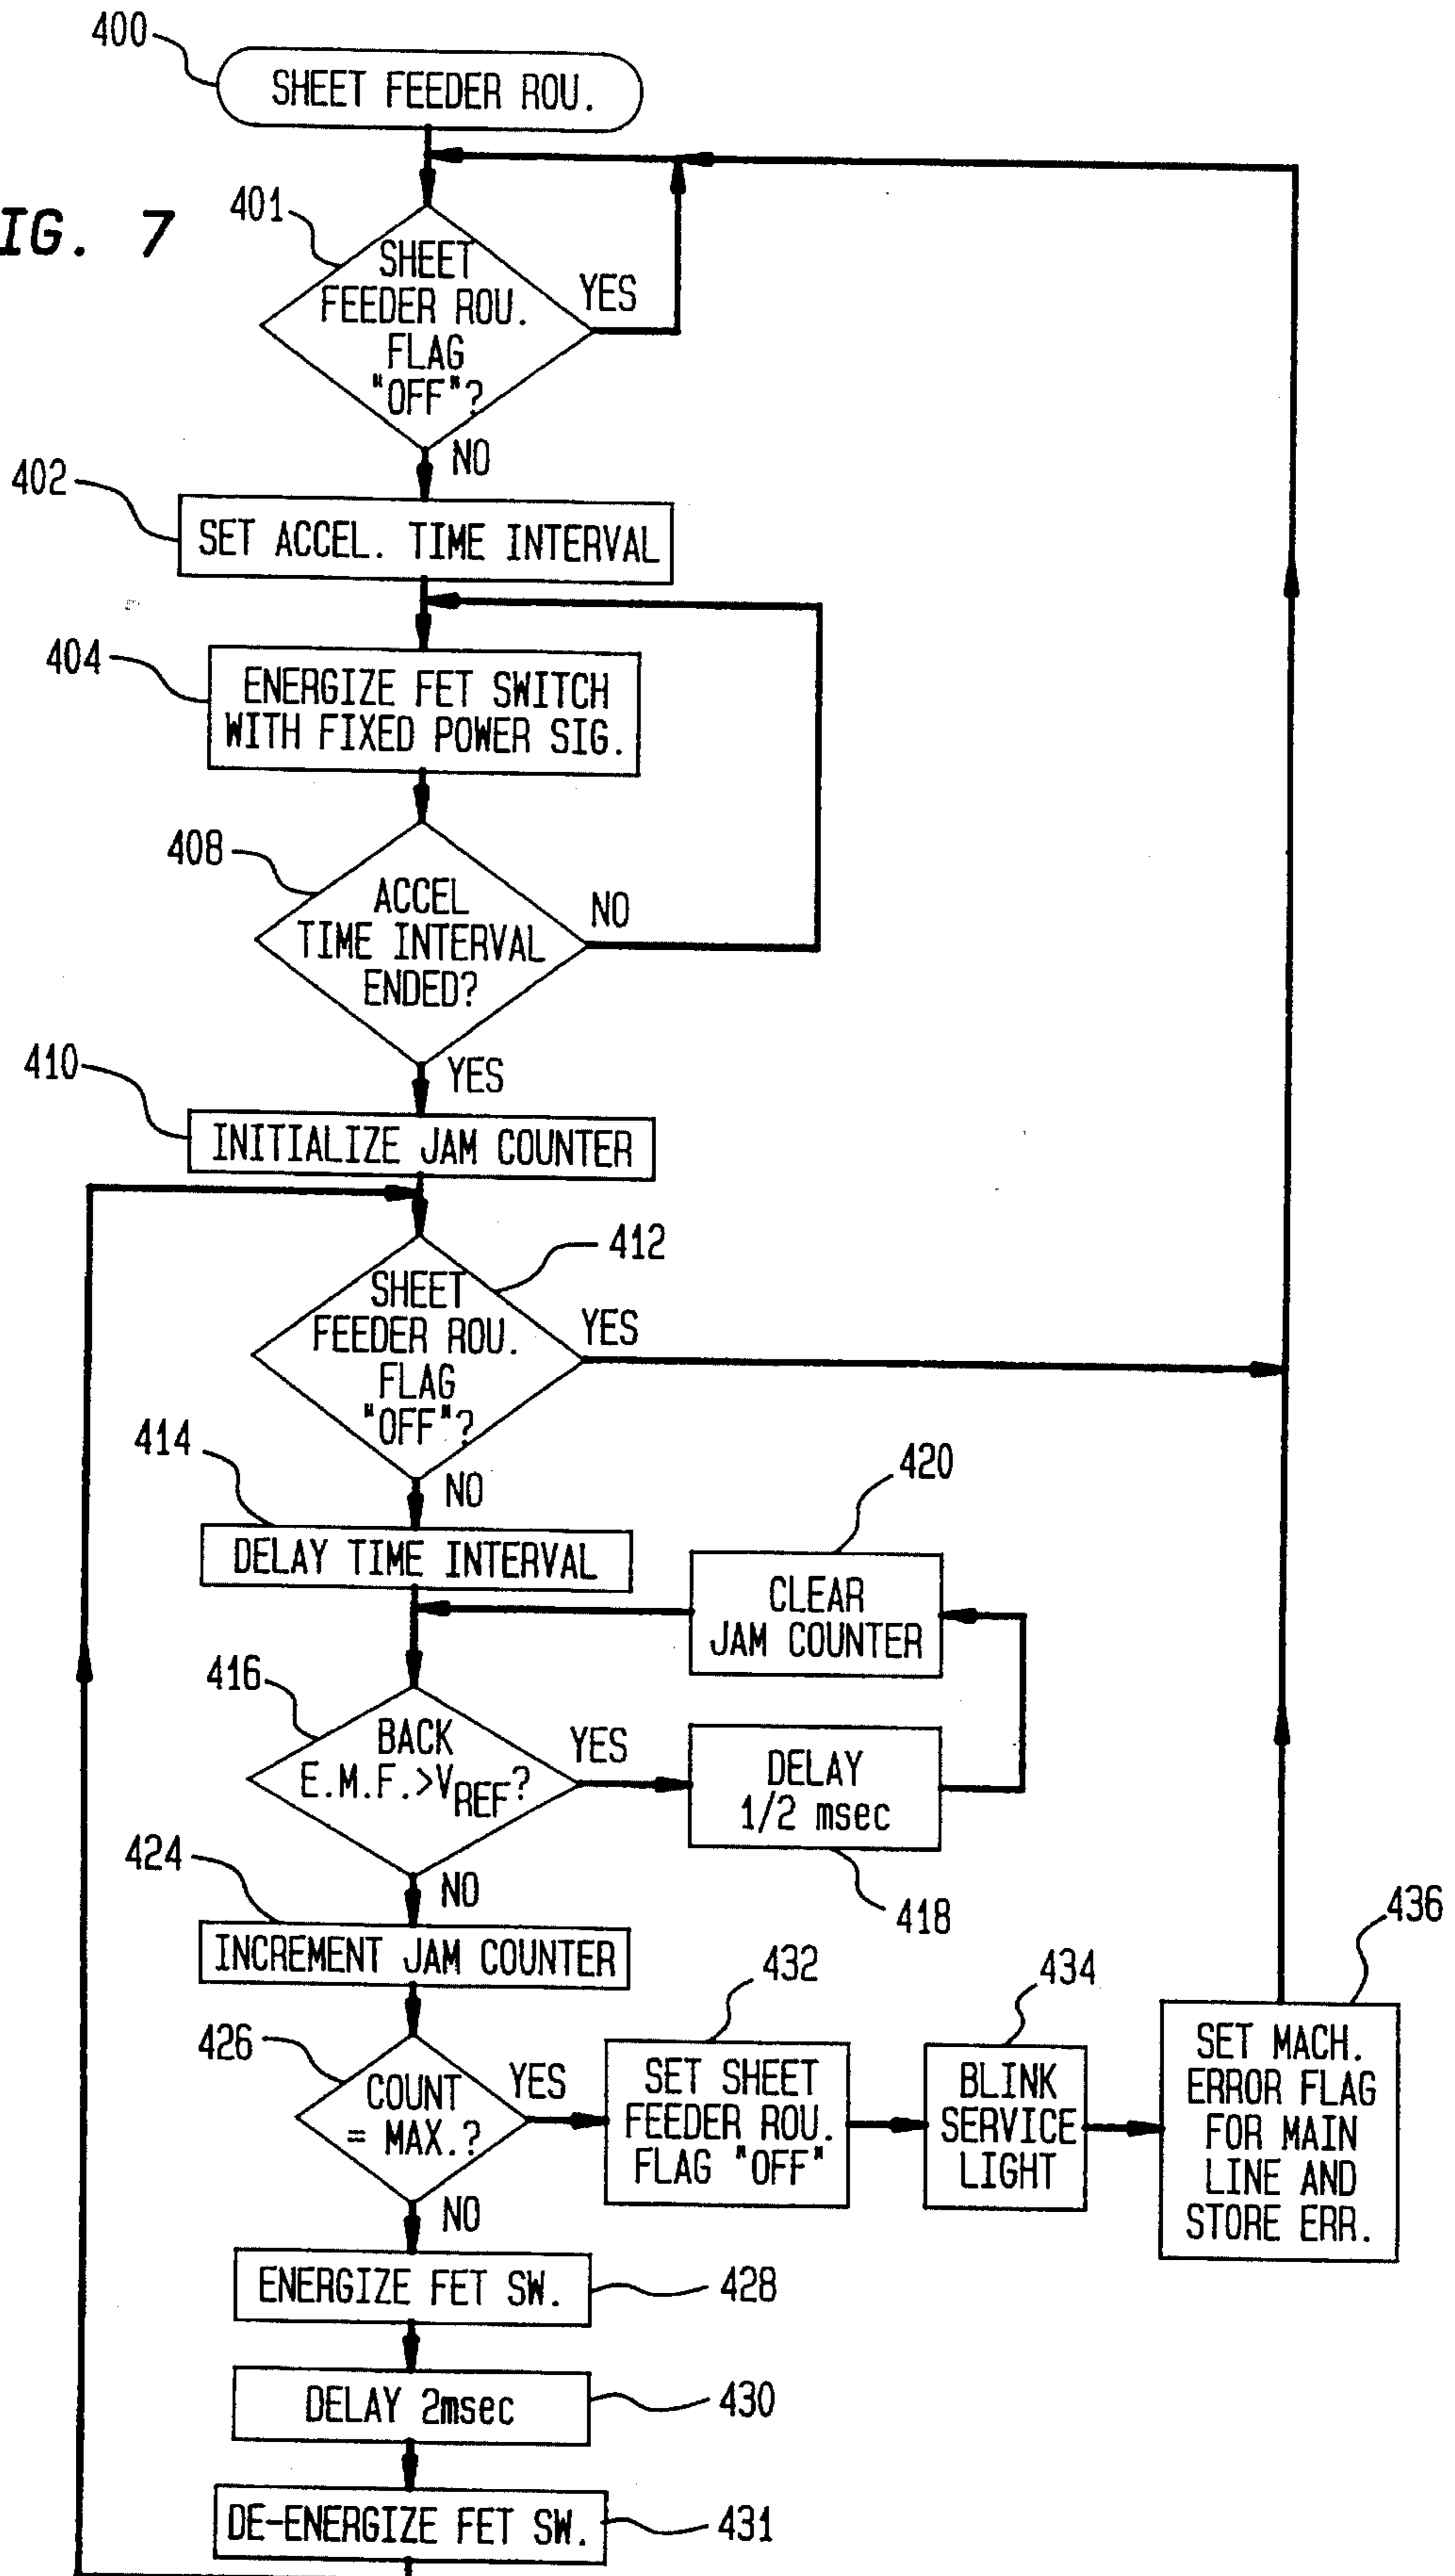 400
SHEET FEEDER ROU.
IG. 7
401
SHEET
FEEDER ROU.
FLAG
"OFF"?
YES
NO
402
SET ACCEL. TIME INTERVAL
404
ENERGIZE FET SWITCH
WITH FIXED POWER SIG.
408
ACCEL
TIME INTERVAL
ENDED?
NO
YES
410
INITIALIZE JAM COUNTER
412
SHEET
FEEDER ROU.
FLAG
"OFF"?
YES
NO
414
DELAY TIME INTERVAL
420
CLEAR
JAM COUNTER
416
BACK
E.M.F.>VREF?
YES
DELAY
1/2 msec
418
NO
424
INCREMENT JAM COUNTER
426
COUNT
= MAX.?
YES
432
SET SHEET
FEEDER ROU.
FLAG "OFF"
434
BLINK
SERVICE
LIGHT
436
SET MACH.
ERROR FLAG
FOR MAIN
LINE AND
STORE ERR.
NO
ENERGIZE FET SW.
428
DELAY 2msec
430
DE-ENERGIZE FET SW.
431